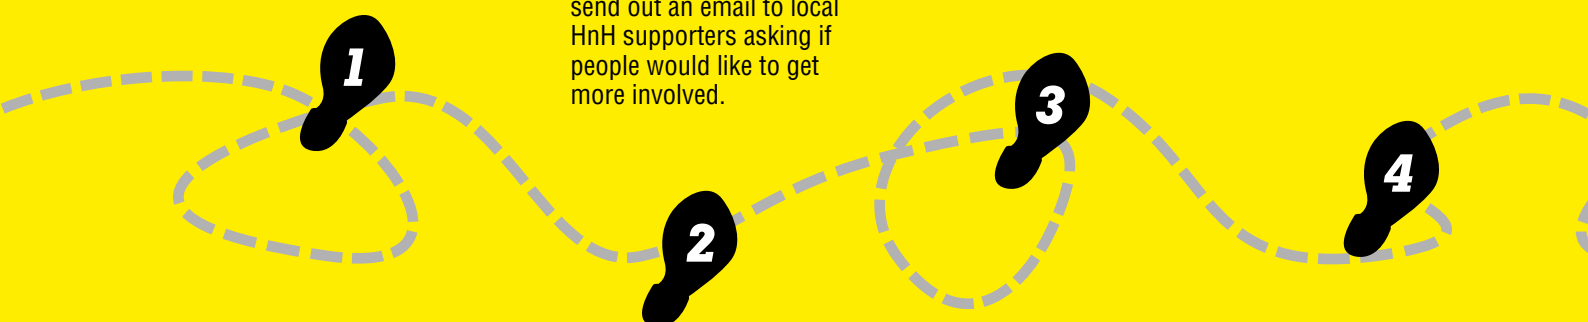 send out an email to local
HnH supporters asking if
people would like to get
more involved.
1
2
3
4